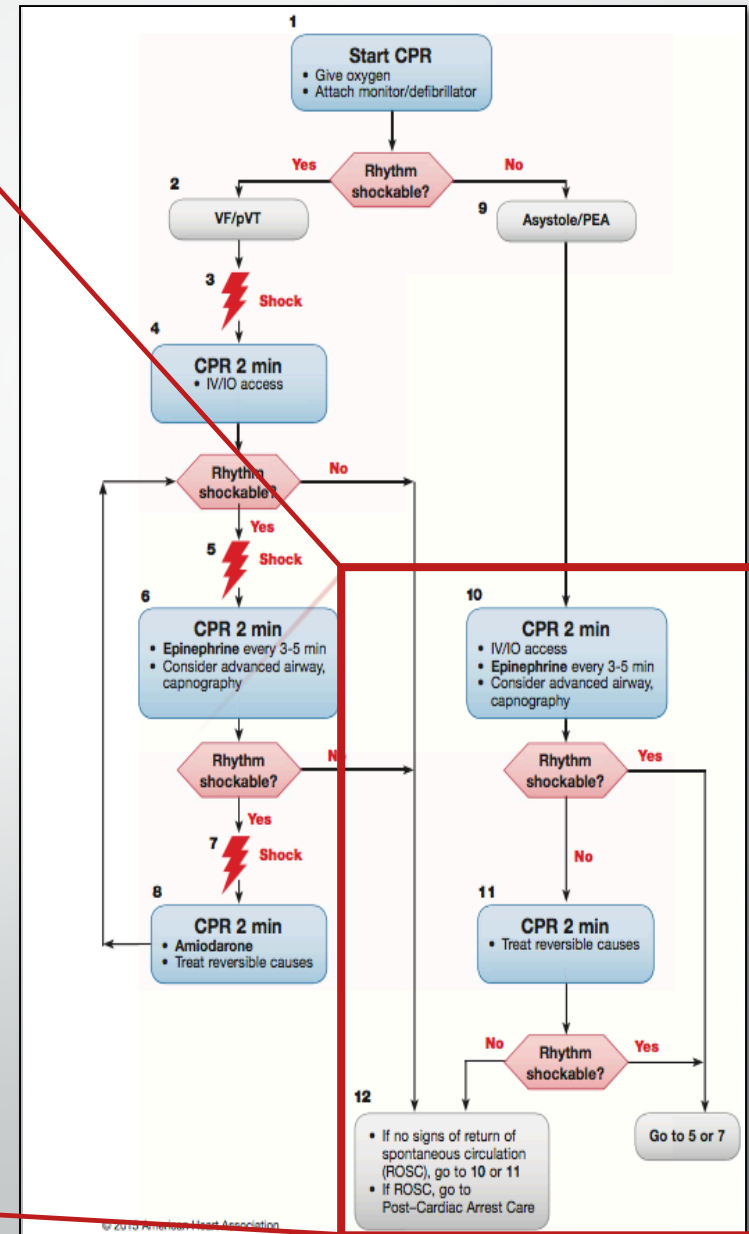 1
Start CPR
• Give oxygen
• Attach monitor/defibrillator
Yes
Rhythm
shockable?
No
2
VF/pVT
9
Asystole/PEA
3
Shock
4
CPR 2 min
• IV/IO access
Rhythm
shockable?
No
Yes
5
Shock
6
CPR 2 min
• Epinephrine every 3-5 min
• Consider advanced airway,
capnography
10
CPR 2 min
• IV/IO access
• Epinephrine every 3-5 min
• Consider advanced airway,
capnography
Rhythm
shockable?
No
Rhythm
shockable?
Yes
Yes
7
Shock
No
8
CPR 2 min
• Amiodarone
• Treat reversible causes
11
CPR 2 min
• Treat reversible causes
No
Rhythm
shockable?
Yes
12
• If no signs of return of
spontaneous circulation
(ROSC), go to 10 or 11
• If ROSC, go to
Post–Cardiac Arrest Care
Go to 5 or 7
© 2015 American Heart Association